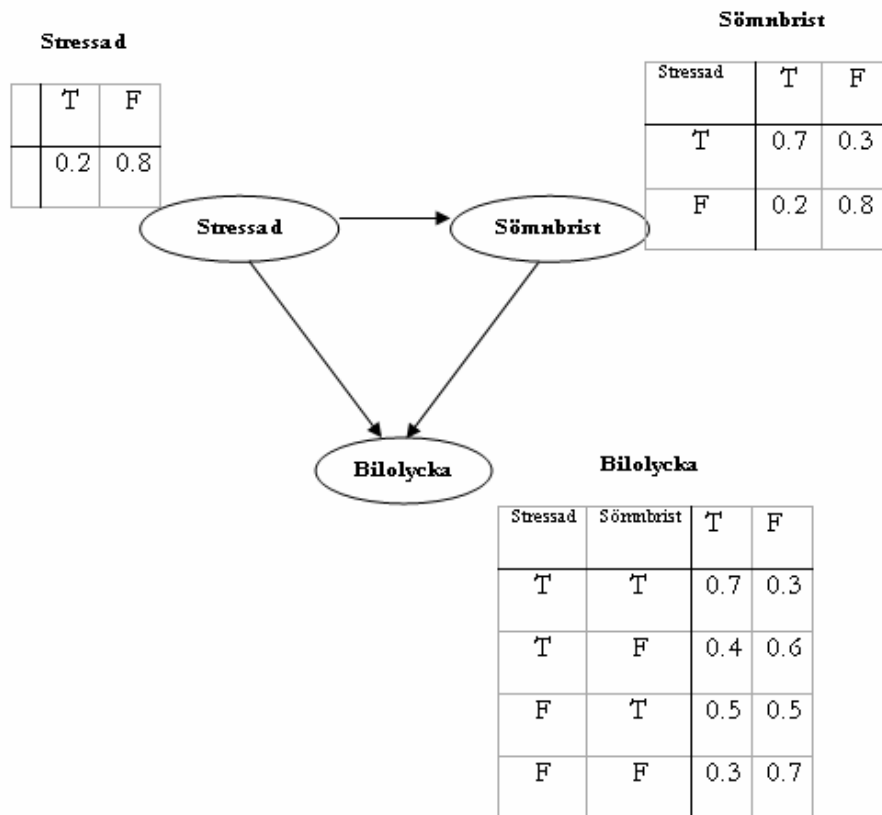 Stressad
T F
0.2 0.8
Sömnbrist
Stressad T F
T 0.7 0.3
F 0.2 0.8
Stressad
Sömnbrist
Bilolycka
Bilolycka
Stressad Sömnbrist T F
T T 0.7 0.3
T F 0.4 0.6
F T 0.5 0.5
F F 0.3 0.7